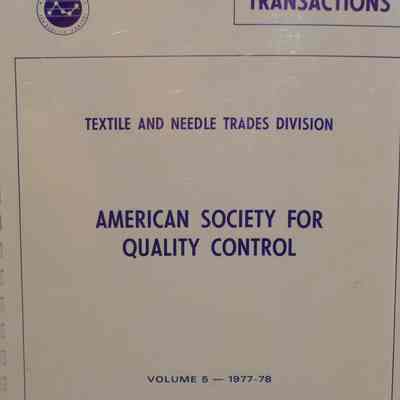 TRANSACTIONS
TEXTILE AND NEEDLE TRADES DIVISION
AMERICAN SOCIETY FOR
QUALITY CONTROL
VOLUME 5 — 1977-78